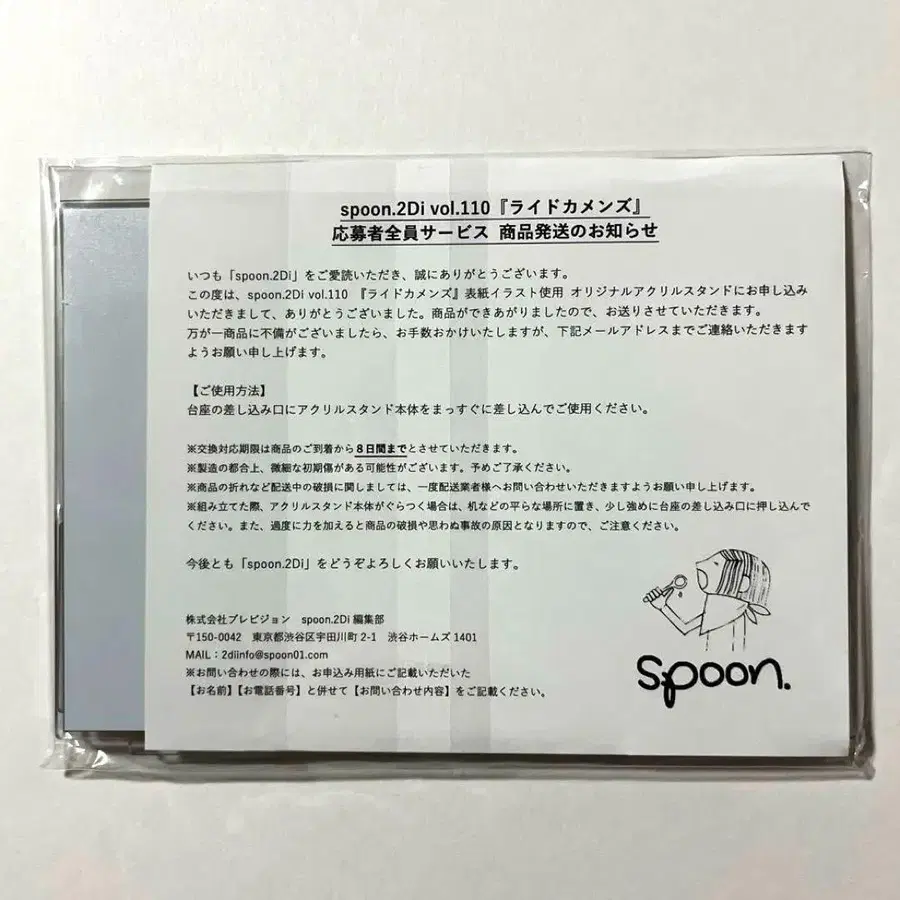 spoon.2Di vol.110『ライドカメンズ』
応募者全員サービス 商品発送のお知らせ
いつも「spoon.2Di」をご愛読いただき、誠にありがとうございます。
この度は、spoon.2Di vol.110 『ライドカメンズ』表紙イラスト使用 オリジナルアクリルスタンドにお申し込み
いただきまして、ありがとうございました。商品ができあがりましたので、お送りさせていただきます。
万が一商品に不備がございましたら、お手数おかけいたしますが、下記メールアドレスまでご連絡いただきます
ようお願い申し上げます。
【ご使用方法】
台座の差し込み口にアクリルスタンド本体をまっすぐに差し込んでご使用ください。
※交換対応期限は商品のご到着から８日間までとさせていただきます。
※製造の都合上、微細な初期傷がある可能性がございます。予めご了承ください。
※商品の折れなど配送中の破損に関しましては、一度配送業者様へお問い合わせいただきますようお願い申し上げます。
※組み立てた際、アクリルスタンド本体がぐらつく場合は、机などの平らな場所に置き、少し強めに台座の差し込み口に押し込んで
ください。また、過度に力を加えると商品の破損や思わぬ事故の原因となりますので、ご注意ください。
今後とも「spoon.2Di」をどうぞよろしくお願いいたします。
株式会社プレビジョン　spoon.2Di 編集部
〒150-0042　東京都渋谷区宇田川町 2-1　渋谷ホームズ 1401
MAIL：2diinfo@spoon01.com
※お問い合わせの際には、お申込み用紙にご記載いただいた
【お名前】【お電話番号】と併せて【お問い合わせ内容】をご記載ください。
spoon.